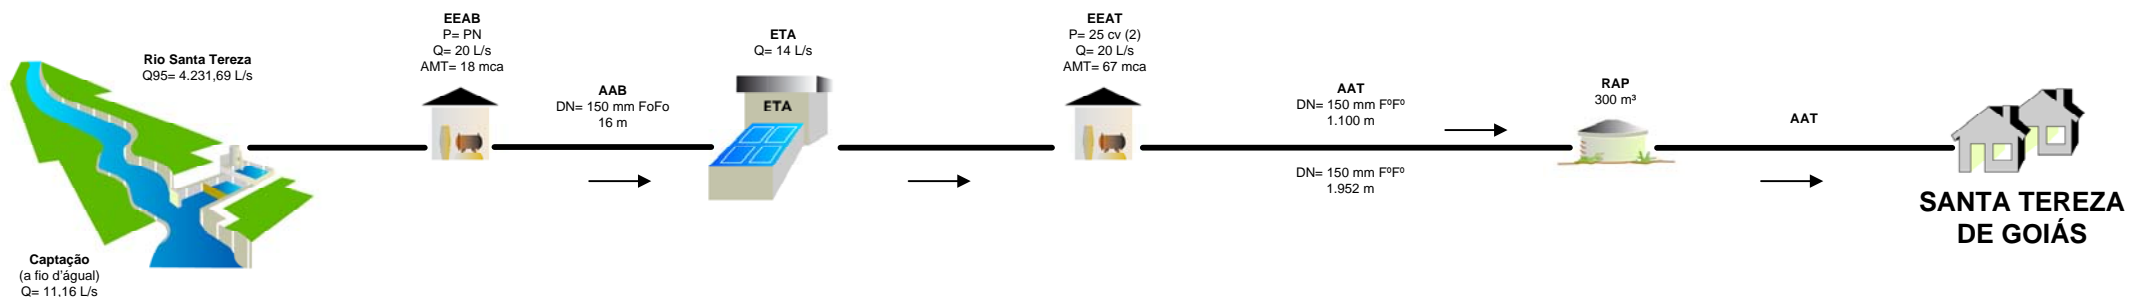 Rio Santa Tereza
Q95= 4.231,69 L/s
Captação
(a fio d'águal)
Q= 11,16 L/s
EEAB
P= PN
Q= 20 L/s
AMT= 18 mca
AAB
DN= 150 mm FoFo
16 m
ETA
Q= 14 L/s
ETA
EEAT
P= 25 cv (2)
Q= 20 L/s
AMT= 67 mca
AAT
DN= 150 mm FºFº
1.100 m
DN= 150 mm FºFº
1.952 m
RAP
300 m³
AAT
SANTA TEREZA
DE GOIÁS